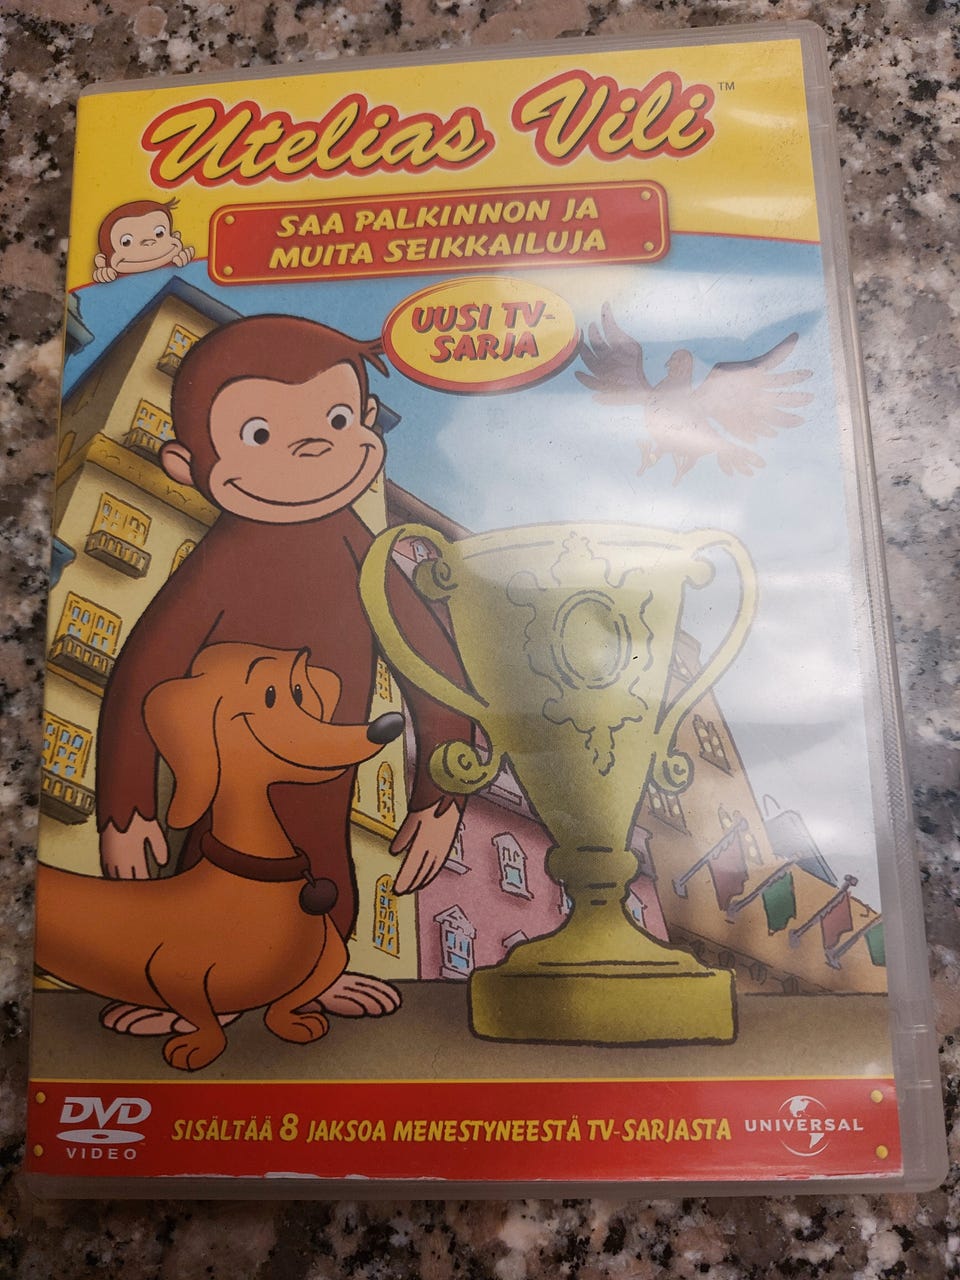 Utelias Vili™
SAA PALKINNON JA
MUITA SEIKKAILUJA
UUSI TV-
SARJA
DVD
VIDEO
SISÄLTÄÄ 8 JAKSOA MENESTYNEESTÄ TV-SARJASTA
UNIVERSAL